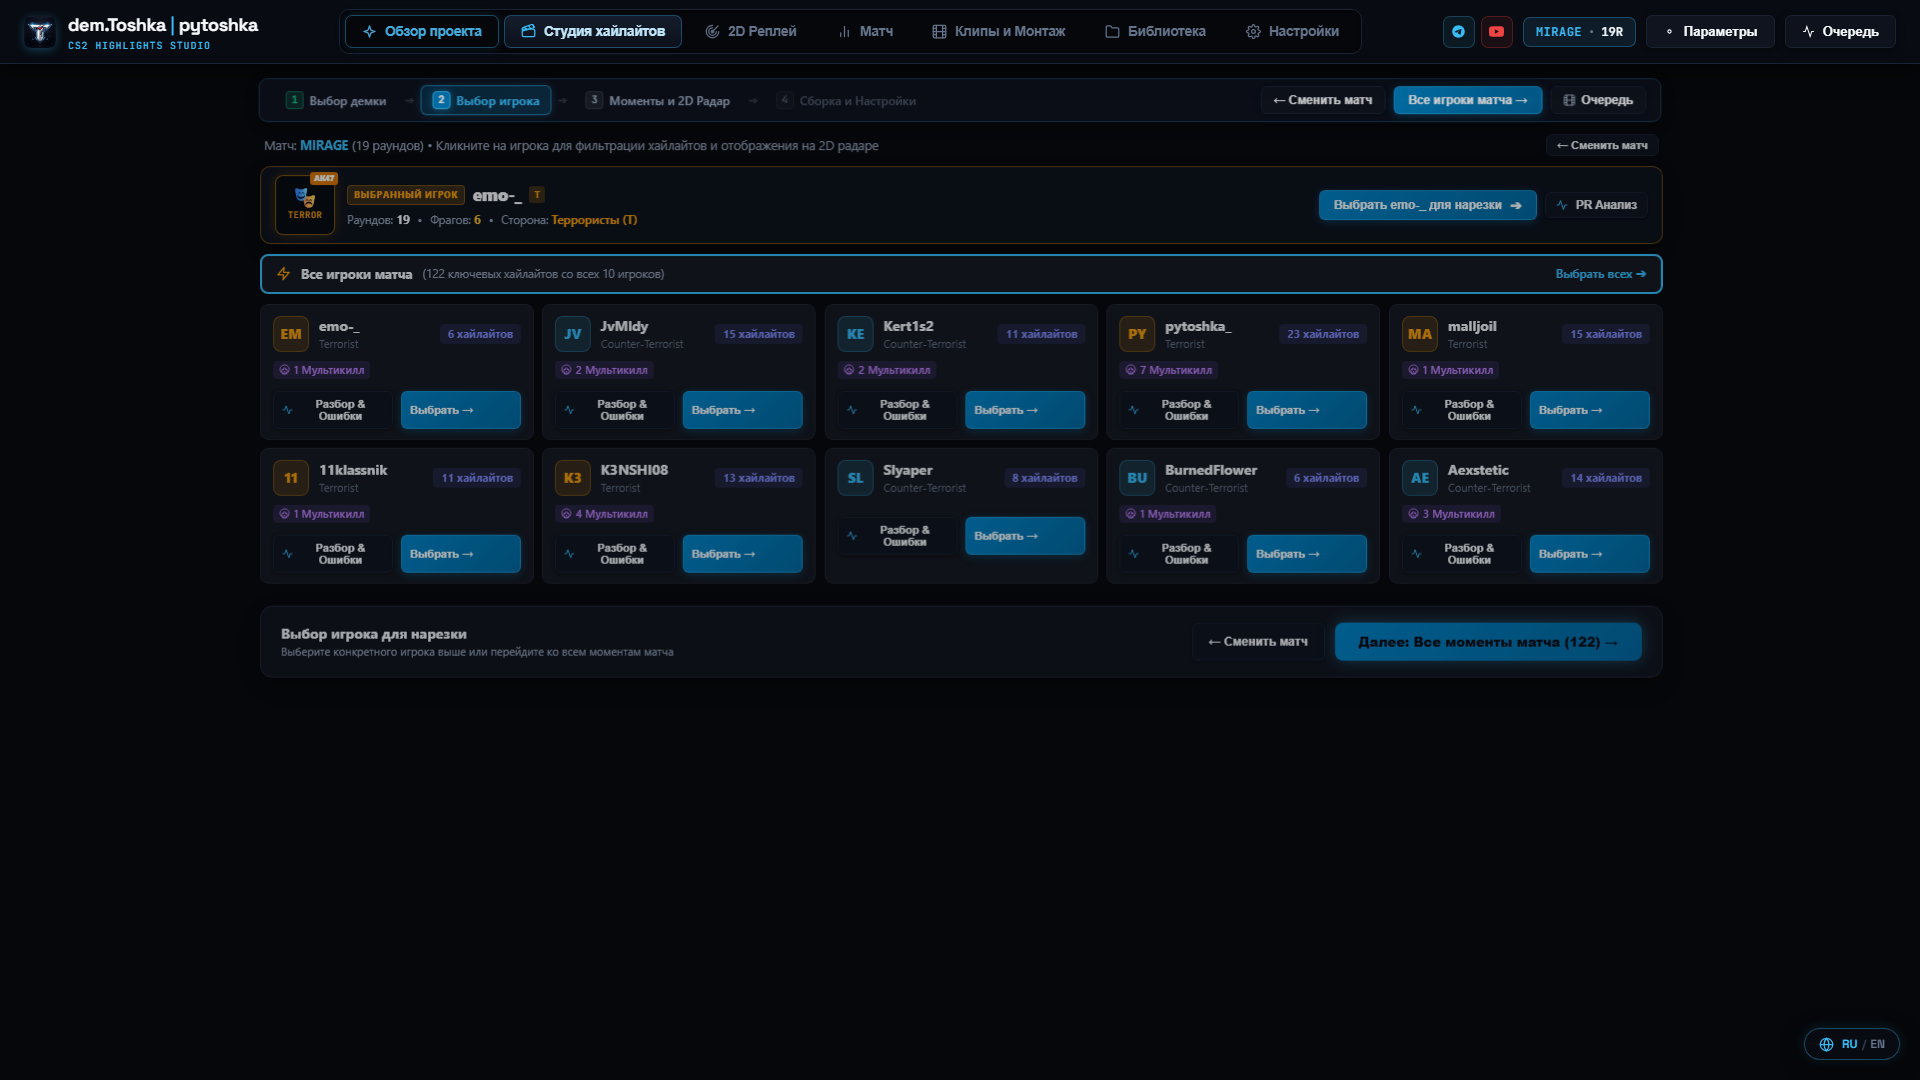 dem.Toshka | pytoshka
CS2 HIGHLIGHTS STUDIO
Обзор проекта
Студия хайлайтов
2D Реплей
Матч
Клипы и Монтаж
Библиотека
Настройки
MIRAGE • 19R
Параметры
Очередь
1 Выбор демки → 2 Выбор игрока → 3 Моменты и 2D Радар → 4 Сборка и Настройки
← Сменить матч
Все игроки матча →
Очередь
Матч: MIRAGE (19 раундов) • Кликните на игрока для фильтрации хайлайтов и отображения на 2D радаре
← Сменить матч
AK47
TERROR
ВЫБРАННЫЙ ИГРОК emo-_ T
Раундов: 19 • Фрагов: 6 • Сторона: Террористы (T)
Выбрать emo-_ для нарезки ➔
PR Анализ
Все игроки матча (122 ключевых хайлайтов со всех 10 игроков)
Выбрать всех ➔
EM
emo-_
Terrorist
6 хайлайтов
1 Мультикилл
Разбор & Ошибки
Выбрать →
JV
JvMldy
Counter-Terrorist
15 хайлайтов
2 Мультикилл
Разбор & Ошибки
Выбрать →
KE
Kert1s2
Counter-Terrorist
11 хайлайтов
2 Мультикилл
Разбор & Ошибки
Выбрать →
PY
pytoshka_
Terrorist
23 хайлайтов
7 Мультикилл
Разбор & Ошибки
Выбрать →
MA
malljoil
Terrorist
15 хайлайтов
1 Мультикилл
Разбор & Ошибки
Выбрать →
11
11klassnik
Terrorist
11 хайлайтов
1 Мультикилл
Разбор & Ошибки
Выбрать →
K3
K3NSHI08
Terrorist
13 хайлайтов
4 Мультикилл
Разбор & Ошибки
Выбрать →
SL
Slyaper
Counter-Terrorist
8 хайлайтов
Разбор & Ошибки
Выбрать →
BU
BurnedFlower
Counter-Terrorist
6 хайлайтов
1 Мультикилл
Разбор & Ошибки
Выбрать →
AE
Aexstetic
Counter-Terrorist
14 хайлайтов
3 Мультикилл
Разбор & Ошибки
Выбрать →
Выбор игрока для нарезки
Выберите конкретного игрока выше или перейдите ко всем моментам матча
← Сменить матч
Далее: Все моменты матча (122) →
RU / EN